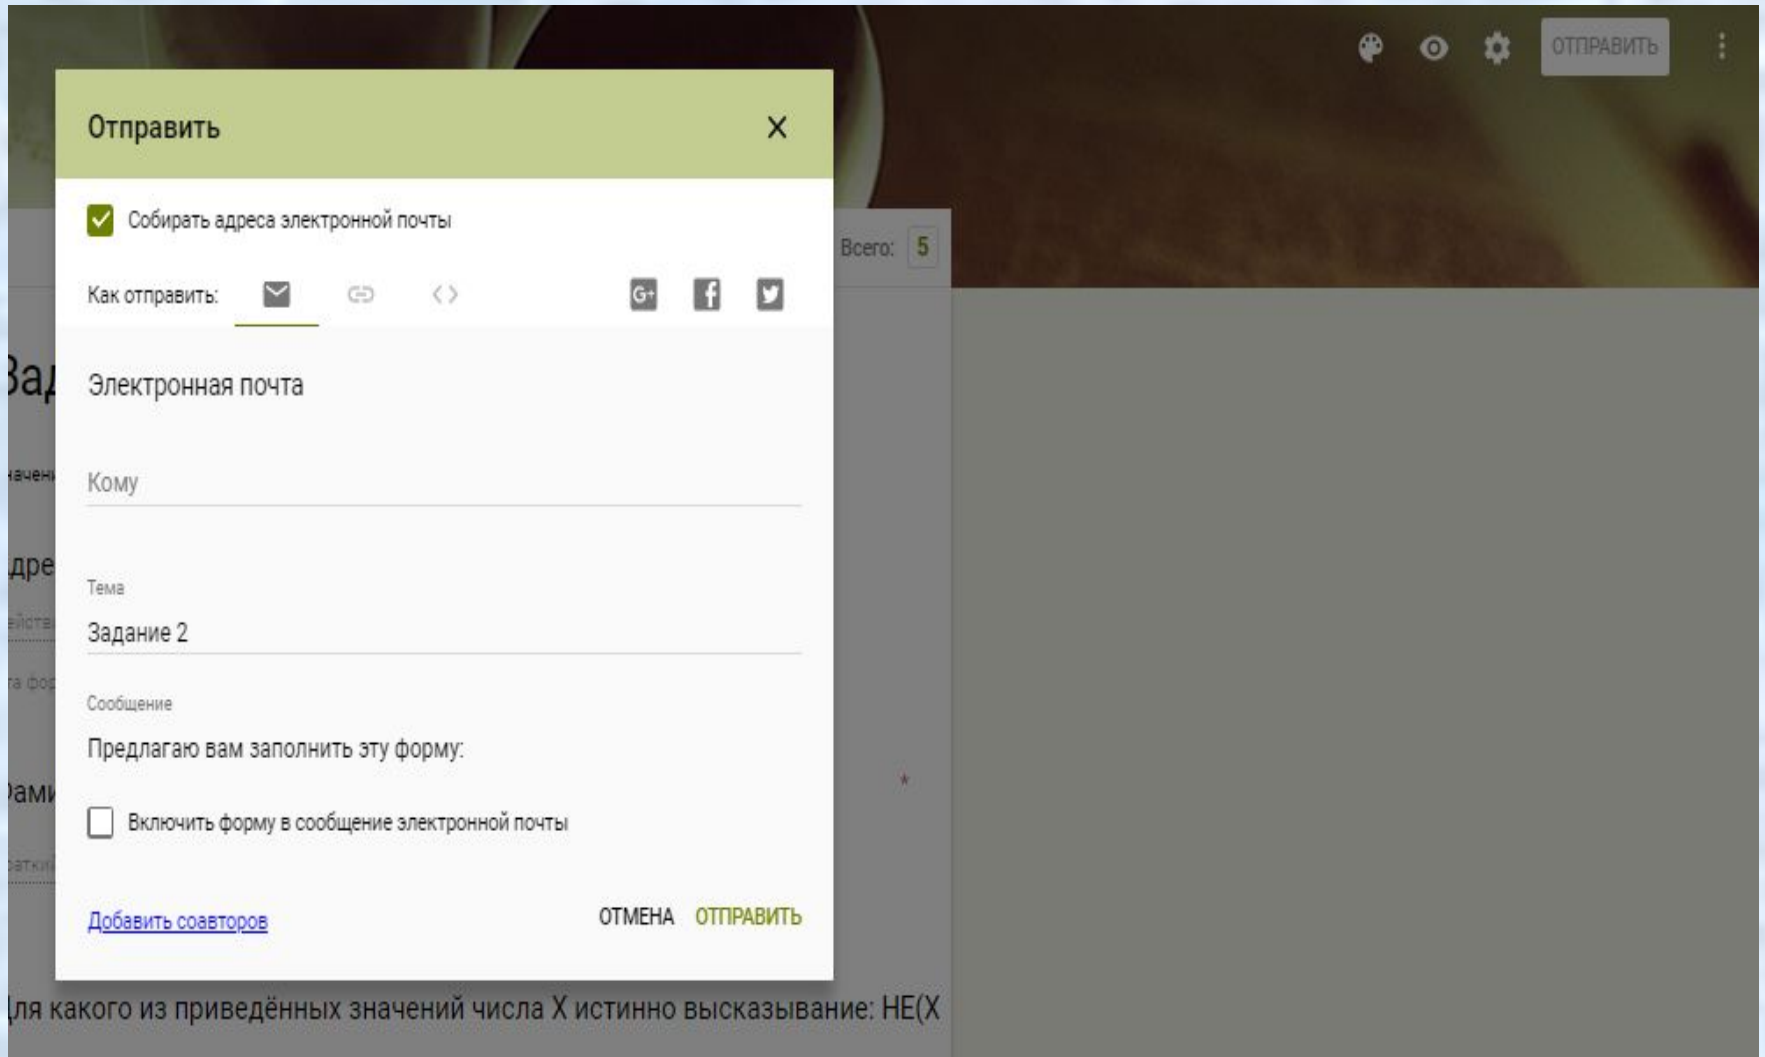 ОТПРАВИТЬ
Отправить
Собирать адреса электронной почты
Всего: 5
Как отправить:
G+
Электронная почта
Кому
Тема
Задание 2
Сообщение
Предлагаю вам заполнить эту форму:
*
Включить форму в сообщение электронной почты
Добавить соавторов
ОТМЕНА ОТПРАВИТЬ
для какого из приведённых значений числа X истинно высказывание: НЕ(X